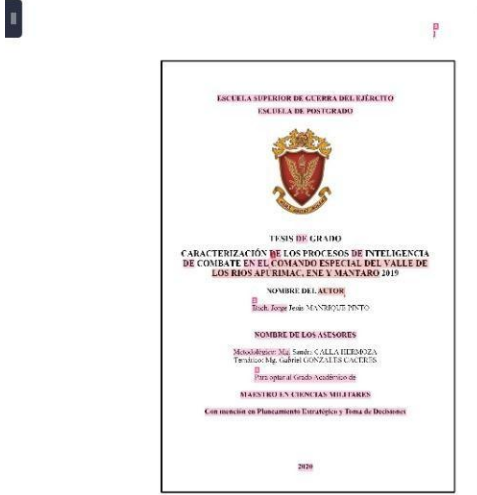 ESCUELA SUPERIOR DE GUERRA DEL EJÉRCITO
ESCUELA DE POSTGRADO
TESIS DE GRADO
CARACTERIZACIÓN DE LOS PROCESOS DE INTELIGENCIA
DE COMBATE EN EL COMANDO ESPECIAL DEL VALLE DE
LOS RIOS APURIMAC, ENE Y MANTARO 2019
NOMBRE DEL AUTOR
Bach. Jorge Jesús MANRIQUE PINTO
NOMBRE DE LOS ASESORES
Metodológico: Mg. Sandra CALLA HERMOZA
Temático: Mg. Gabriel GONZALES CACERES
Para optar al Grado Académico de
MAESTRO EN CIENCIAS MILITARES
Con mención en Planeamiento Estratégico y Toma de Decisiones
2020